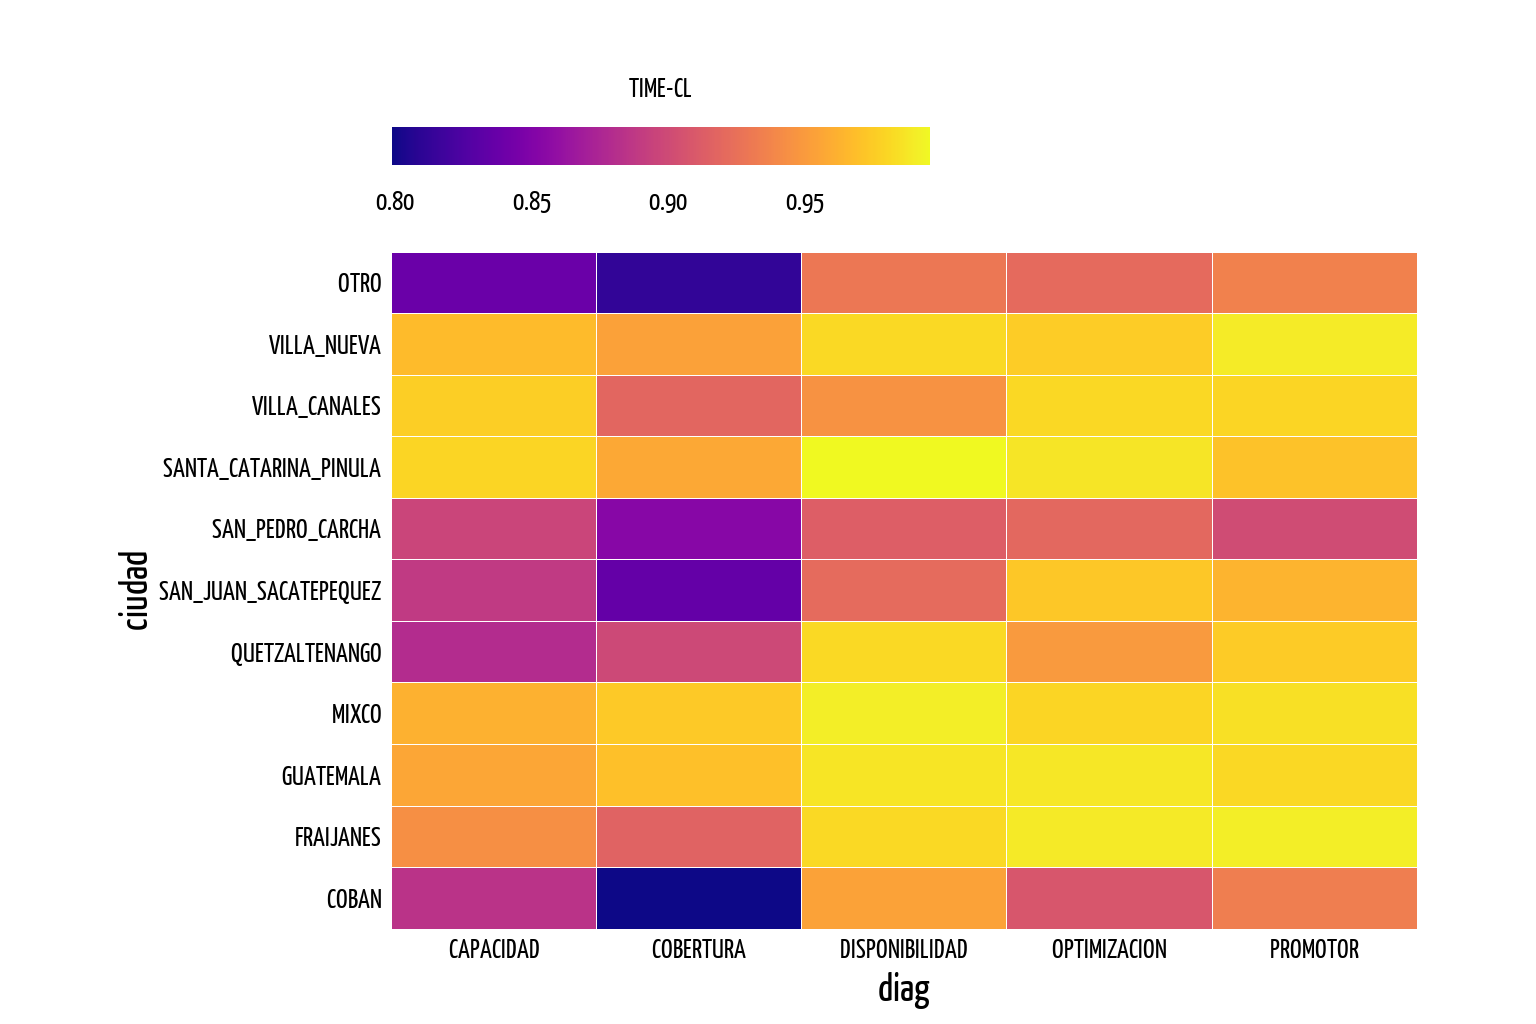 TIME-CL
0.80 0.85 0.90 0.95
OTRO
VILLA_NUEVA
VILLA_CANALES
SANTA_CATARINA_PINULA
SAN_PEDRO_CARCHA
SAN_JUAN_SACATEPEQUEZ
QUETZALTENANGO
MIXCO
GUATEMALA
FRAIJANES
COBAN
ciudad
CAPACIDAD COBERTURA DISPONIBILIDAD OPTIMIZACION PROMOTOR
diag